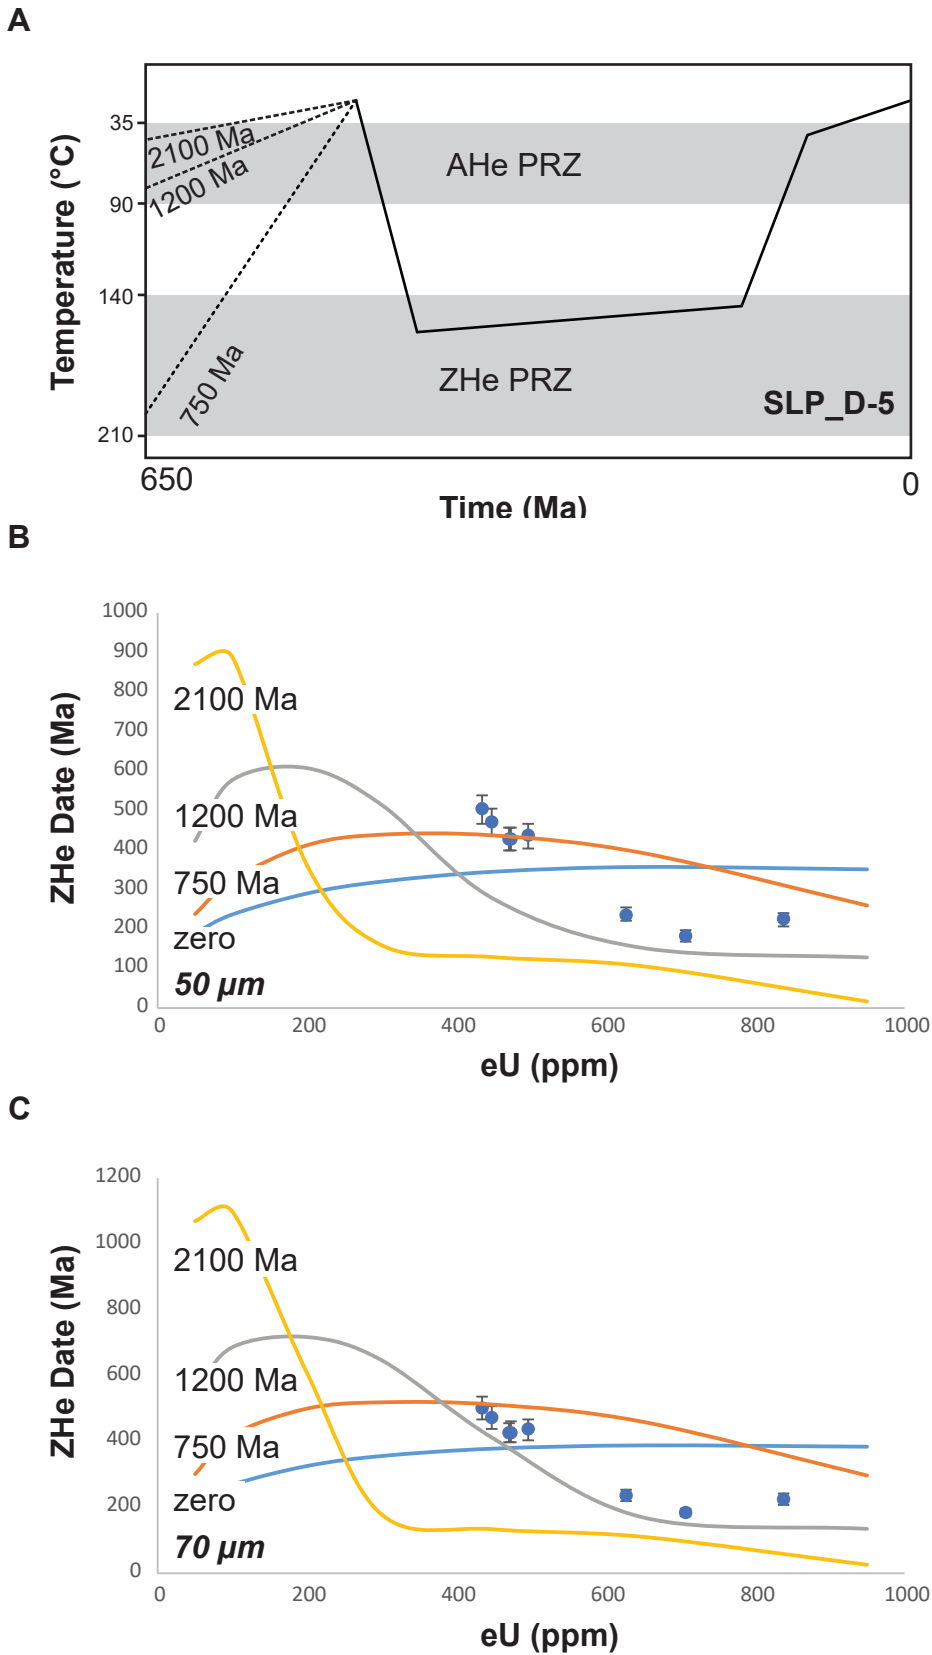 A
35
90
140
210
Temperature (°C)
2100 Ma
1200 Ma
750 Ma
AHe PRZ
ZHe PRZ
SLP_D-5
650
0
Time (Ma)
B
1000
900
800
700
600
500
400
300
200
100
0
ZHe Date (Ma)
2100 Ma
1200 Ma
750 Ma
zero
50 μm
0 200 400 600 800 1000
eU (ppm)
C
1200
1000
800
600
400
200
0
ZHe Date (Ma)
2100 Ma
1200 Ma
750 Ma
zero
70 μm
0 200 400 600 800 1000
eU (ppm)